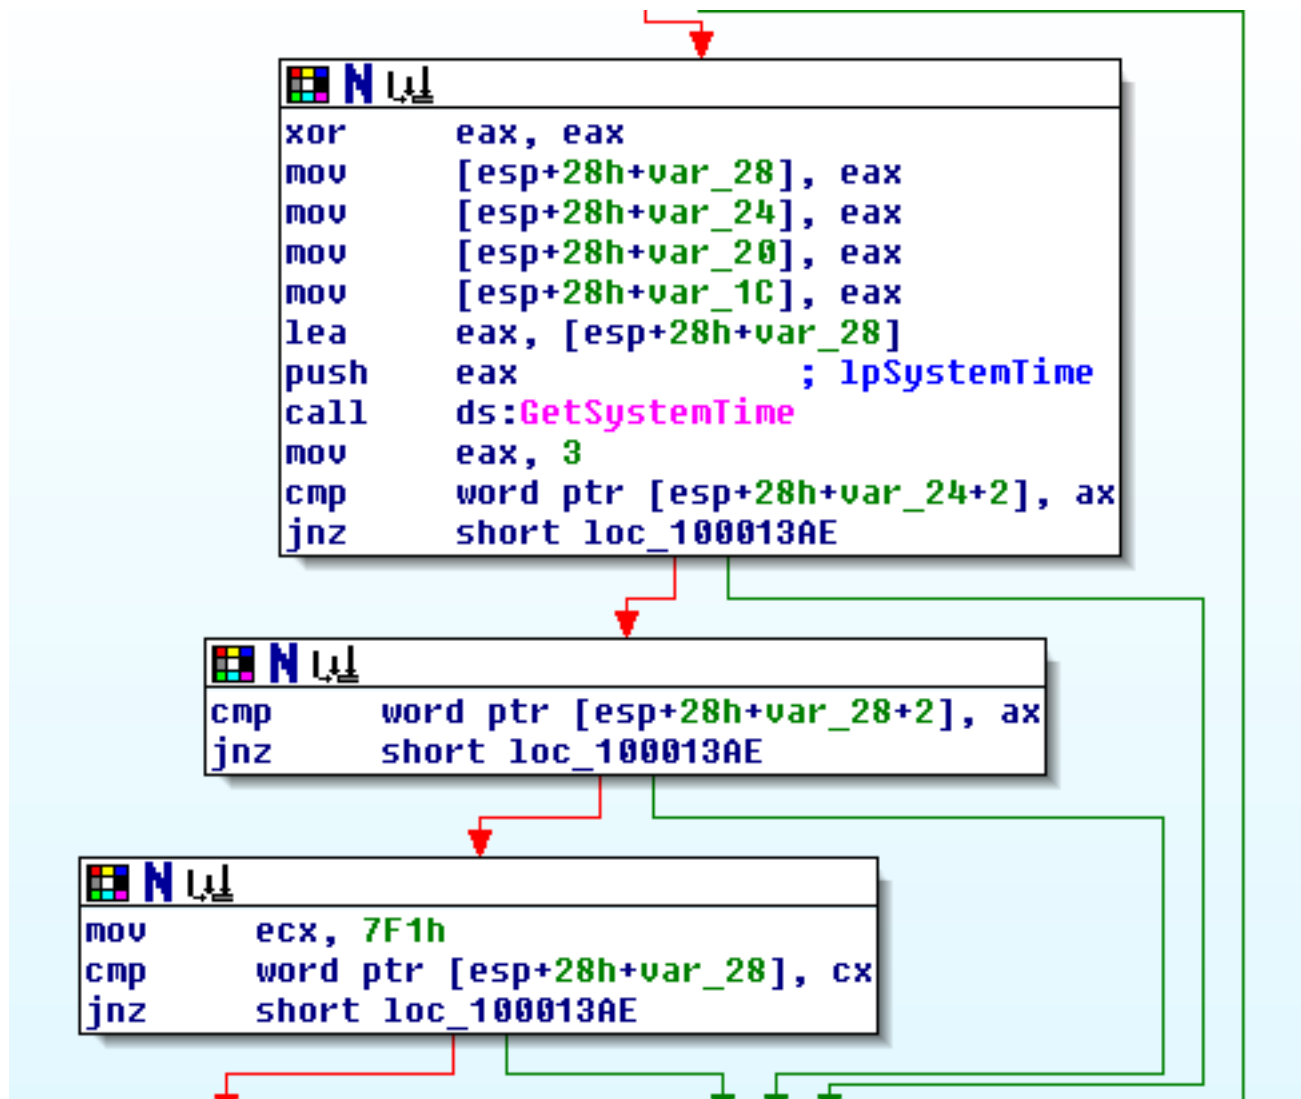 xor eax, eax
mov [esp+28h+var_28], eax
mov [esp+28h+var_24], eax
mov [esp+28h+var_20], eax
mov [esp+28h+var_1C], eax
lea eax, [esp+28h+var_28]
push eax ; lpSystemTime
call ds:GetSystemTime
mov eax, 3
cmp word ptr [esp+28h+var_24+2], ax
jnz short loc_100013AE
cmp word ptr [esp+28h+var_28+2], ax
jnz short loc_100013AE
mov ecx, 7F1h
cmp word ptr [esp+28h+var_28], cx
jnz short loc_100013AE